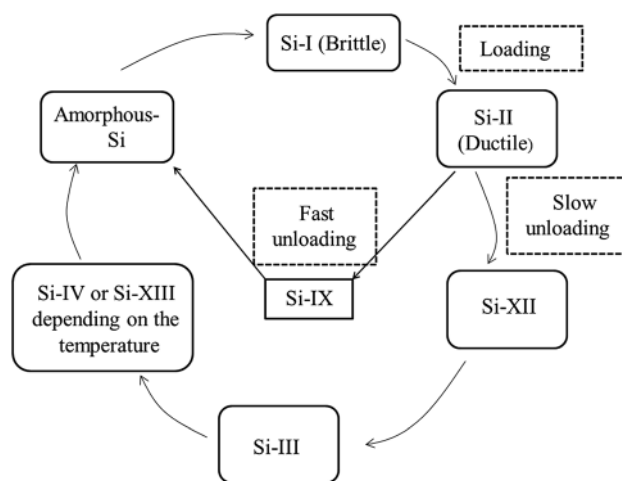 Si-I (Brittle)
Loading
Si-II
(Ductile)
Amorphous-
Si
Fast
unloading
Slow
unloading
Si-IX
Si-XII
Si-IV or Si-XIII
depending on the
temperature
Si-III